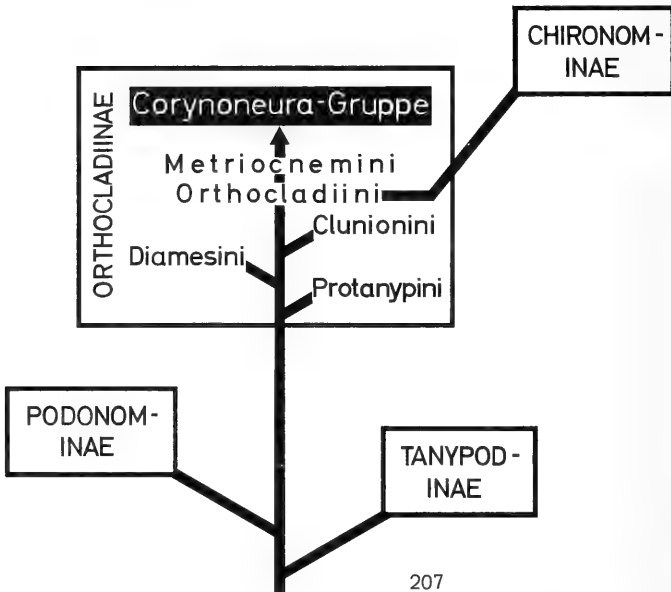 CHIRONOM-
INAE
ORTHOCLADIINAE
Corynoneura-Gruppe
Metriocnemini
Orthocladiini
Clunionini
Diamesini
Protanypini
PODONOM-
INAE
TANYPOD-
INAE
207